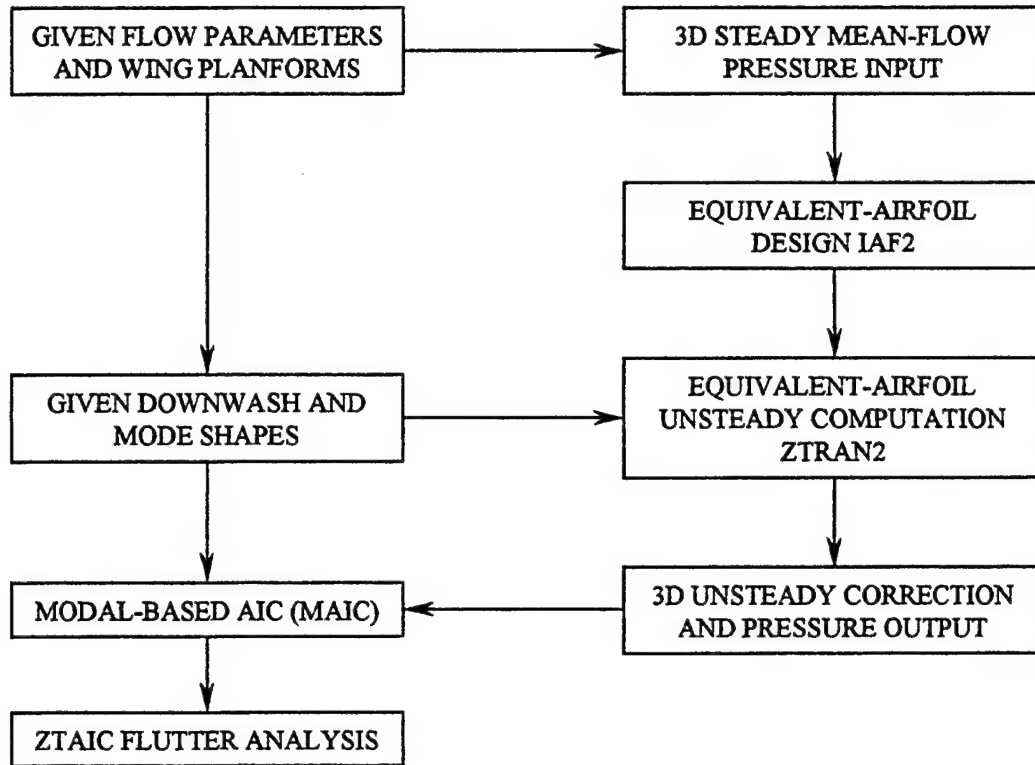 GIVEN FLOW PARAMETERS
AND WING PLANFORMS
3D STEADY MEAN-FLOW
PRESSURE INPUT
EQUIVALENT-AIRFOIL
DESIGN IAF2
GIVEN DOWNWASH AND
MODE SHAPES
EQUIVALENT-AIRFOIL
UNSTEADY COMPUTATION
ZTRAN2
MODAL-BASED AIC (MAIC)
3D UNSTEADY CORRECTION
AND PRESSURE OUTPUT
ZTAIC FLUTTER ANALYSIS